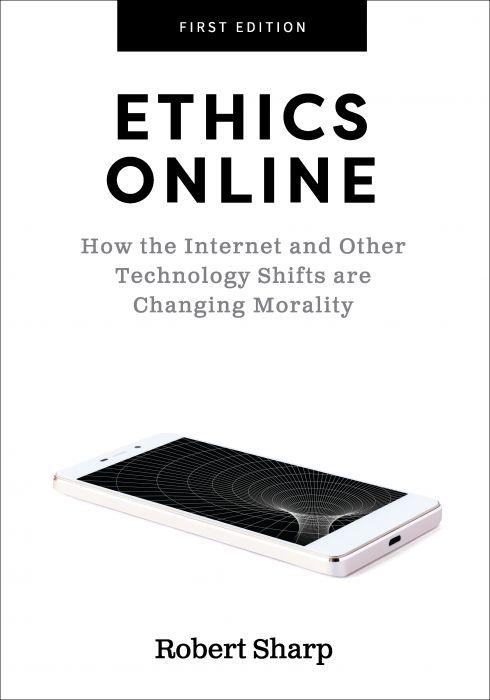 FIRST EDITION
ETHICS
ONLINE
How the Internet and Other
Technology Shifts are
Changing Morality
Robert Sharp